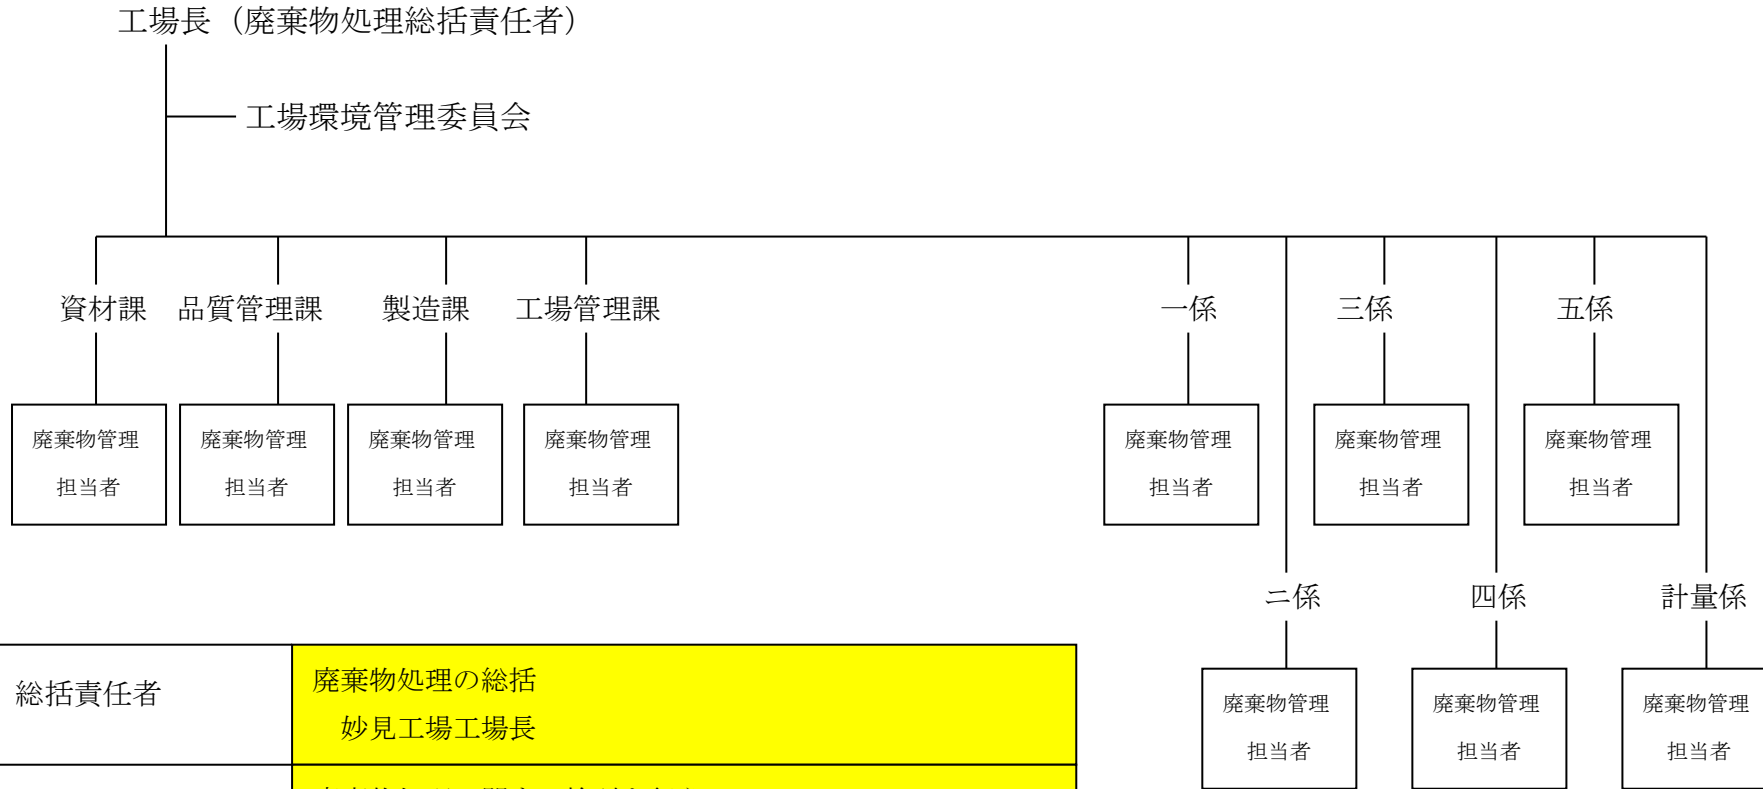 工場長（廃棄物処理総括責任者）
工場環境管理委員会
資材課 品質管理課 製造課 工場管理課 一係 三係 五係
廃棄物管理 廃棄物管理 廃棄物管理 廃棄物管理 廃棄物管理 廃棄物管理 廃棄物管理
担当者 担当者 担当者 担当者 担当者 担当者 担当者
二係 四係 計量係
廃棄物管理 廃棄物管理 廃棄物管理
担当者 担当者 担当者
総括責任者
廃棄物処理の総括
妙見工場工場長